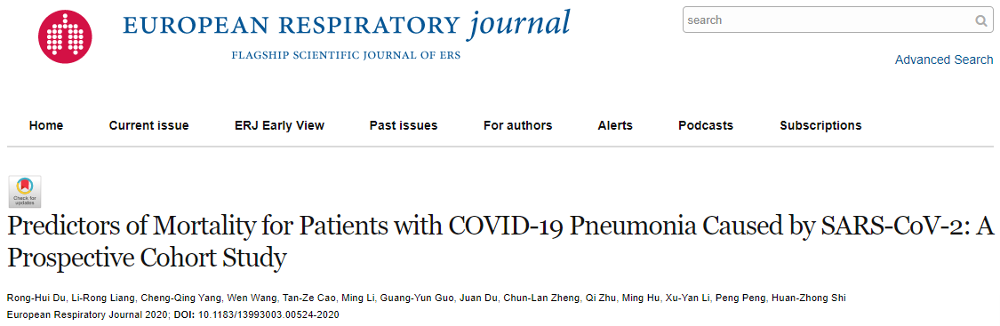 EUROPEAN RESPIRATORY journal
FLAGSHIP SCIENTIFIC JOURNAL OF ERS
search
Advanced Search
Home Current issue ERJ Early View Past issues For authors Alerts Podcasts Subscriptions
Check for
updates
Predictors of Mortality for Patients with COVID-19 Pneumonia Caused by SARS-CoV-2: A
Prospective Cohort Study
Rong-Hui Du, Li-Rong Liang, Cheng-Qing Yang, Wen Wang, Tan-Ze Cao, Ming Li, Guang-Yun Guo, Juan Du, Chun-Lan Zheng, Qi Zhu, Ming Hu, Xu-Yan Li, Peng Peng, Huan-Zhong Shi
European Respiratory Journal 2020; DOI: 10.1183/13993003.00524-2020